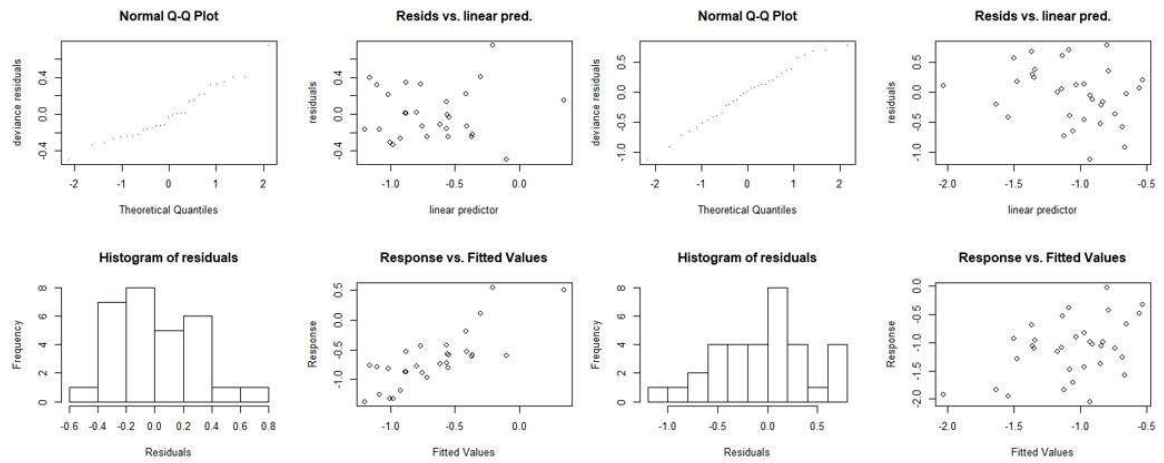 Normal Q-Q Plot
deviance residuals
-0.4 0.0 0.4
-2 -1 0 1 2
Theoretical Quantiles
Resids vs. linear pred.
residuals
-0.4 0.0 0.4
-1.0 -0.5 0.0
linear predictor
Normal Q-Q Plot
deviance residuals
-1.0 -0.5 0.0 0.5
-2 -1 0 1 2
Theoretical Quantiles
Resids vs. linear pred.
residuals
-1.0 -0.5 0.0 0.5
-2.0 -1.5 -1.0 -0.5
linear predictor
Histogram of residuals
Frequency
0 2 4 6 8
-0.6 -0.4 -0.2 0.0 0.2 0.4 0.6 0.8
Residuals
Response vs. Fitted Values
Response
-1.0 -0.5 0.0 0.5
-1.0 -0.5 0.0
Fitted Values
Histogram of residuals
Frequency
0 2 4 6 8
-1.0 -0.5 0.0 0.5
Residuals
Response vs. Fitted Values
Response
-2.0 -1.5 -1.0 -0.5 0.0
-2.0 -1.5 -1.0 -0.5
Fitted Values